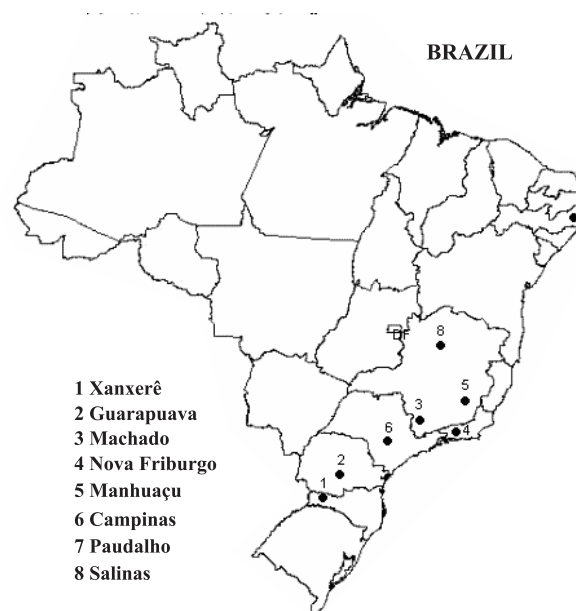 BRAZIL
DF
8
5
3
4
6
2
1
1 Xanxerê
2 Guarapuava
3 Machado
4 Nova Friburgo
5 Manhuaçu
6 Campinas
7 Paudalho
8 Salinas